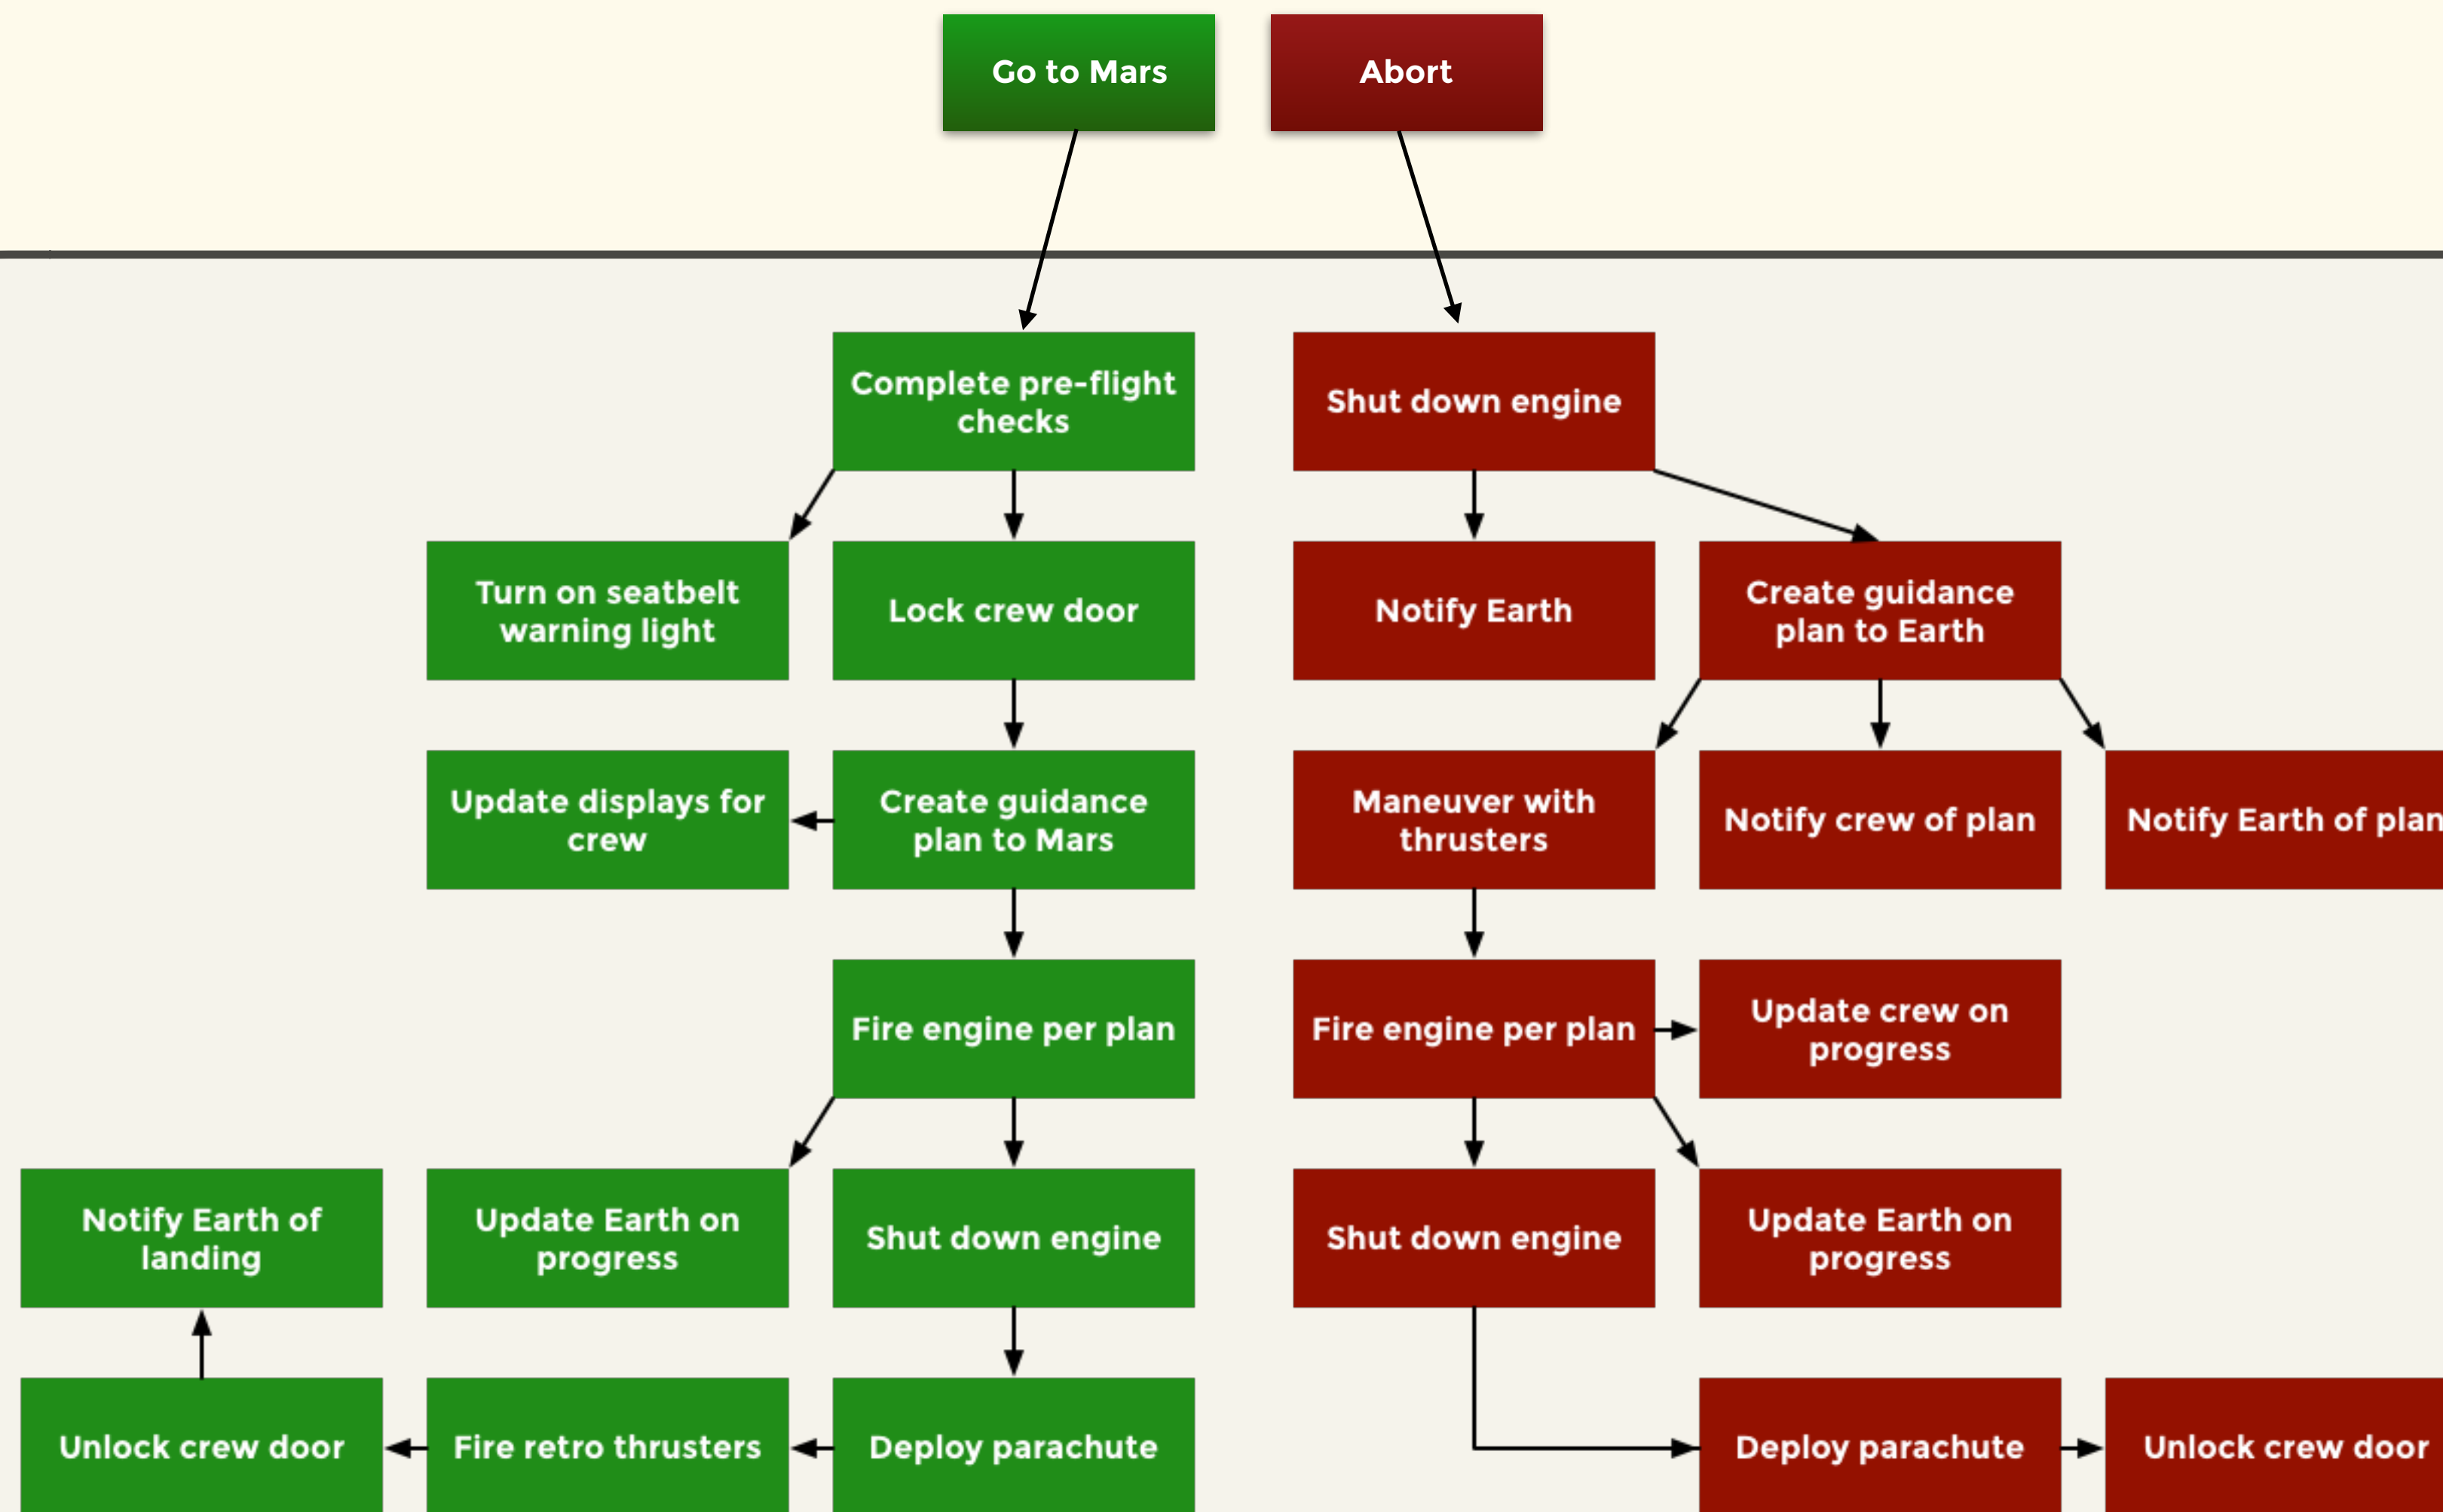 Go to Mars
Abort
Complete pre-flight
checks
Shut down engine
Turn on seatbelt
warning light
Lock crew door
Notify Earth
Create guidance
plan to Earth
Update displays for
crew
Create guidance
plan to Mars
Maneuver with
thrusters
Notify crew of plan
Notify Earth of plan
Fire engine per plan
Fire engine per plan
Update crew on
progress
Notify Earth of
landing
Update Earth on
progress
Shut down engine
Shut down engine
Update Earth on
progress
Unlock crew door
Fire retro thrusters
Deploy parachute
Deploy parachute
Unlock crew door